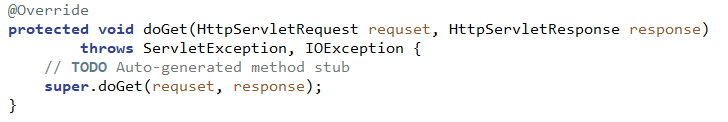 @Override
protected void doGet(HttpServletRequest requset, HttpServletResponse response)
        throws ServletException, IOException {
    // TODO Auto-generated method stub
    super.doGet(requset, response);
}